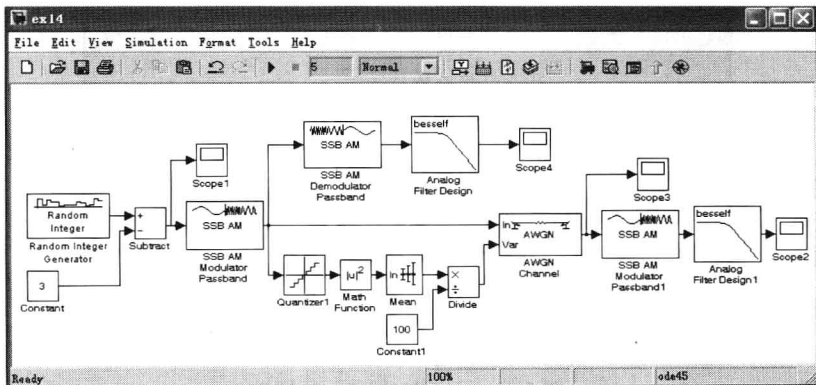 ex14
File Edit View Simulation Format Tools Help
5
Normal
Scope1
Random
Integer
Random Integer
Generator
3
Constant
+
−
Subtract
SSB AM
SSB AM
Modulator
Passband
SSB AM
SSB AM
Demodulator
Passband
besself
Analog
Filter Design
Scope4
Quantizer1
|u|²
Math
Function
In
Mean
×
÷
Divide
100
Constant1
In
AWGN
Var
AWGN
Channel
Scope3
SSB AM
SSB AM
Modulator
Passband1
besself
Analog
Filter Design1
Scope2
Ready
100%
ode45